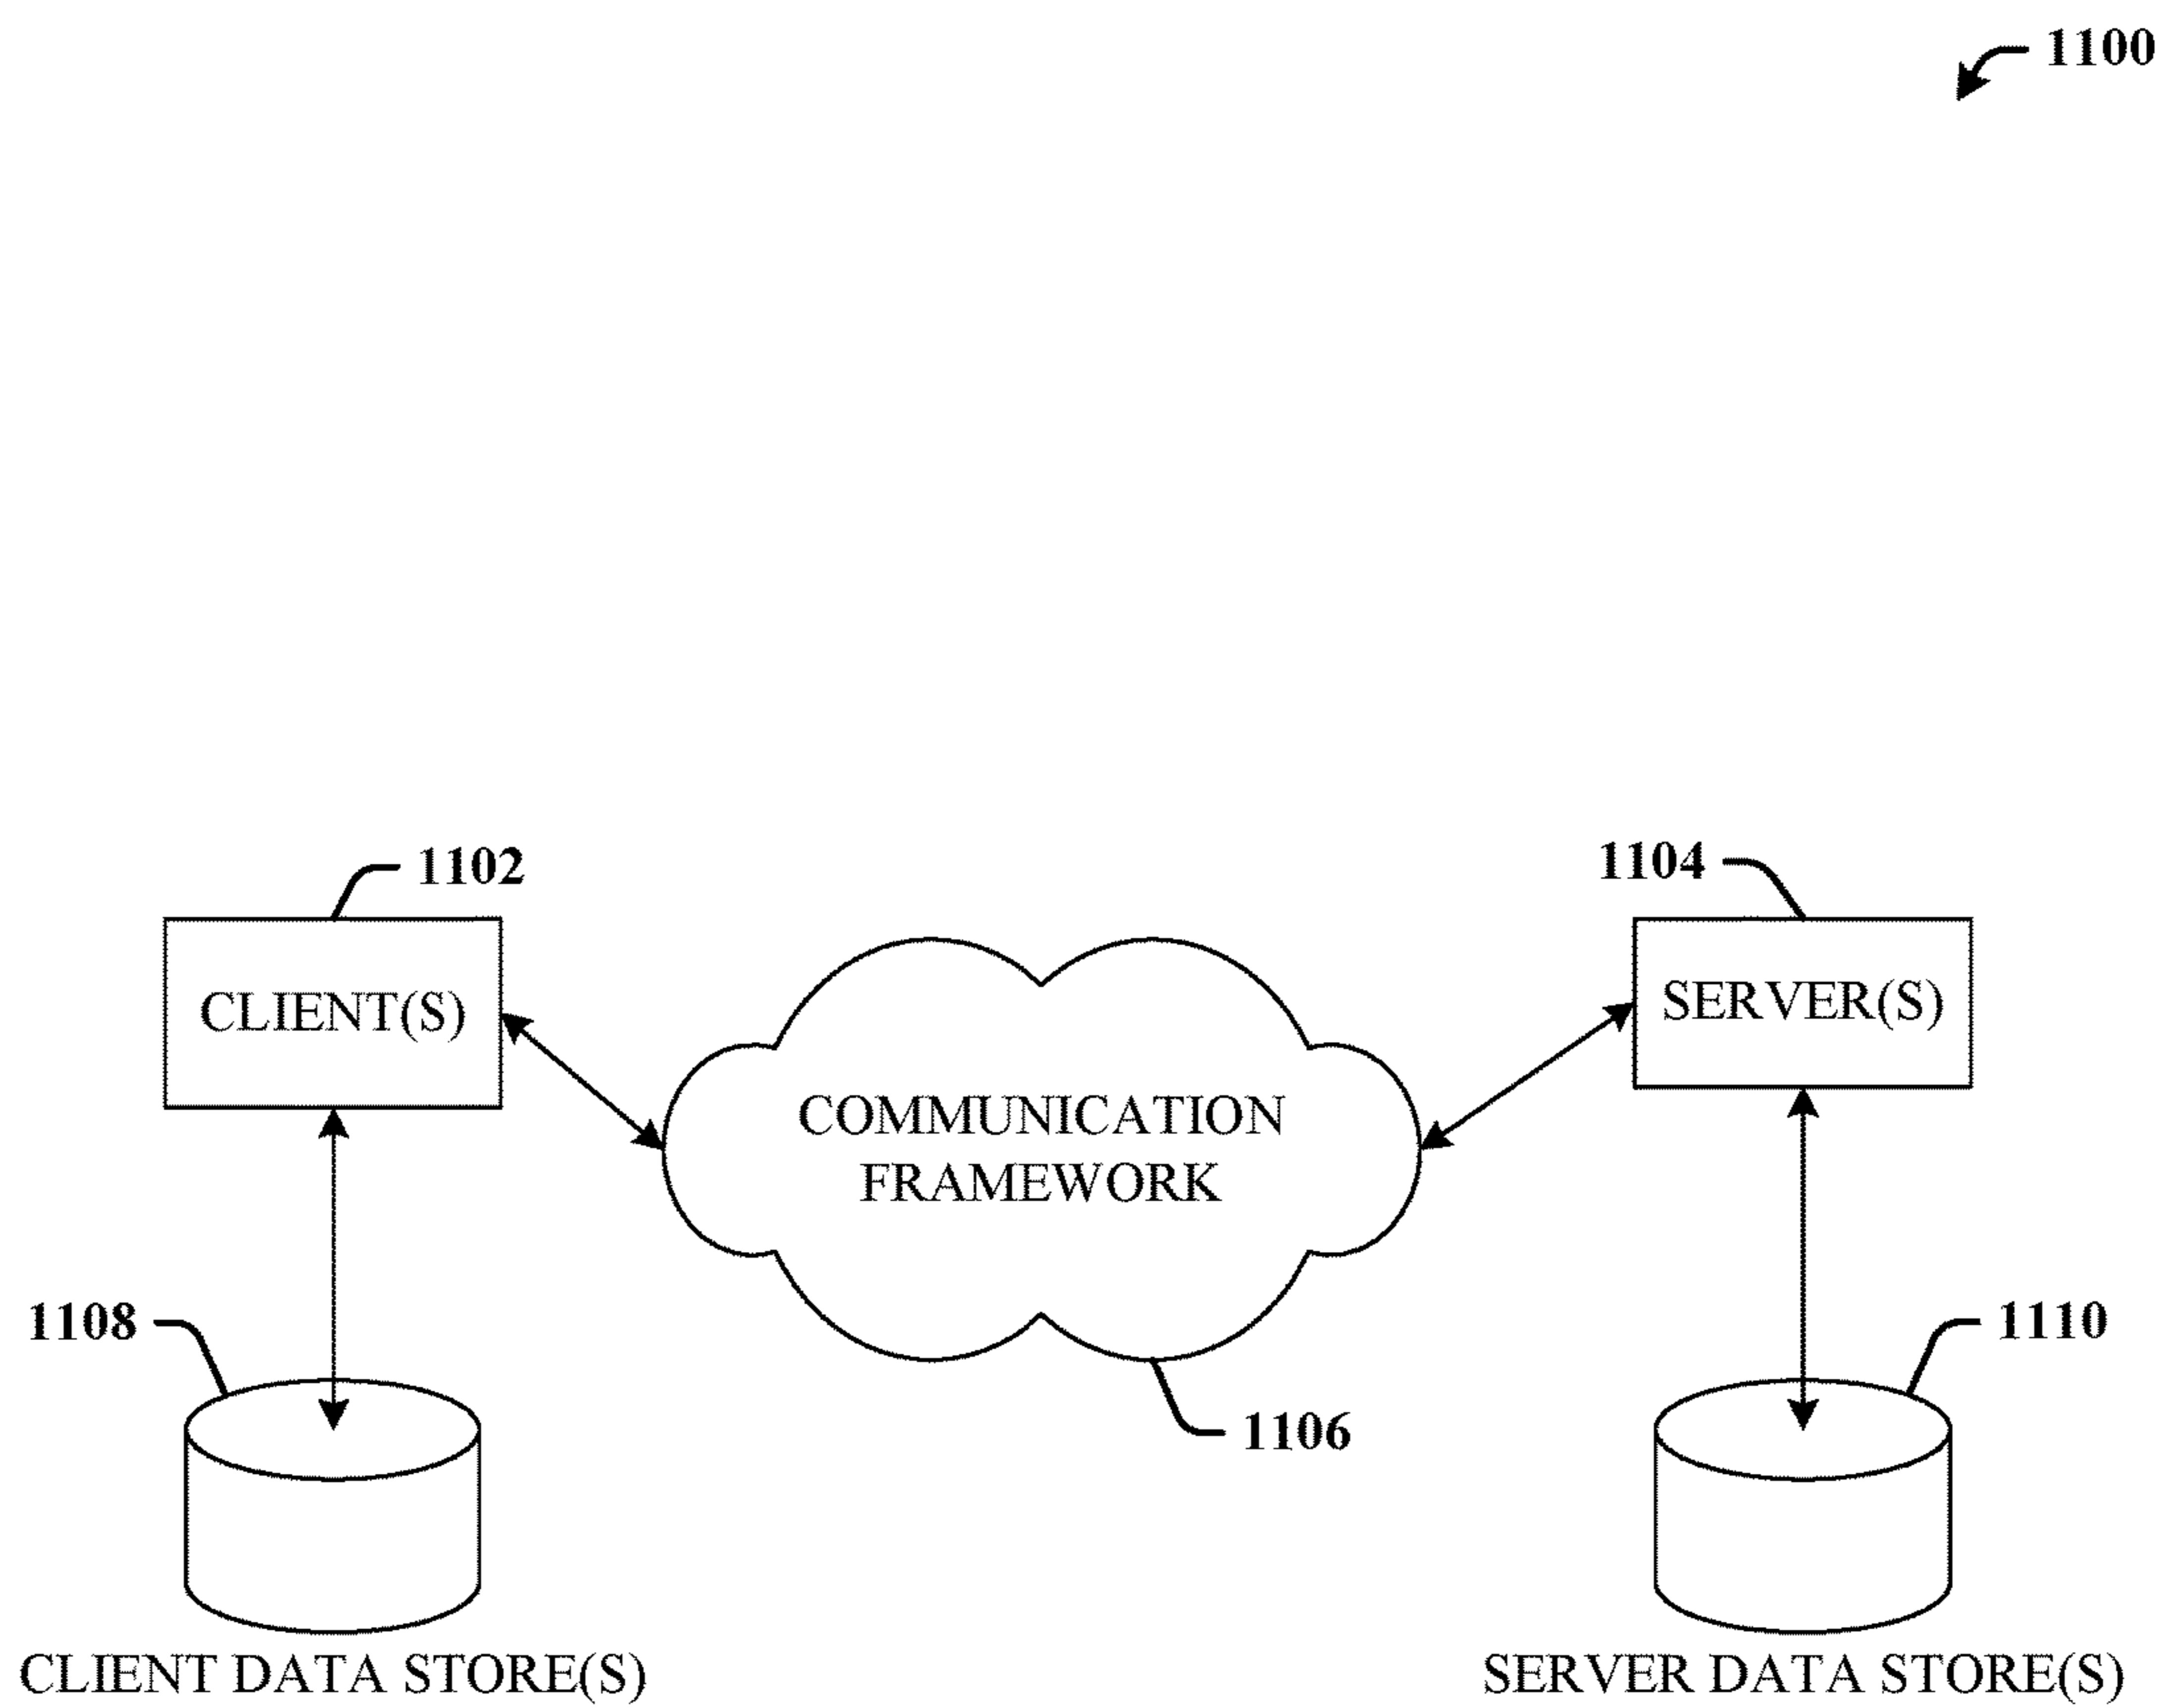 1100
1102
1104
CLIENT(S)
SERVER(S)
COMMUNICATION
FRAMEWORK
1108
1110
1106
CLIENT DATA STORE(S)
SERVER DATA STORE(S)